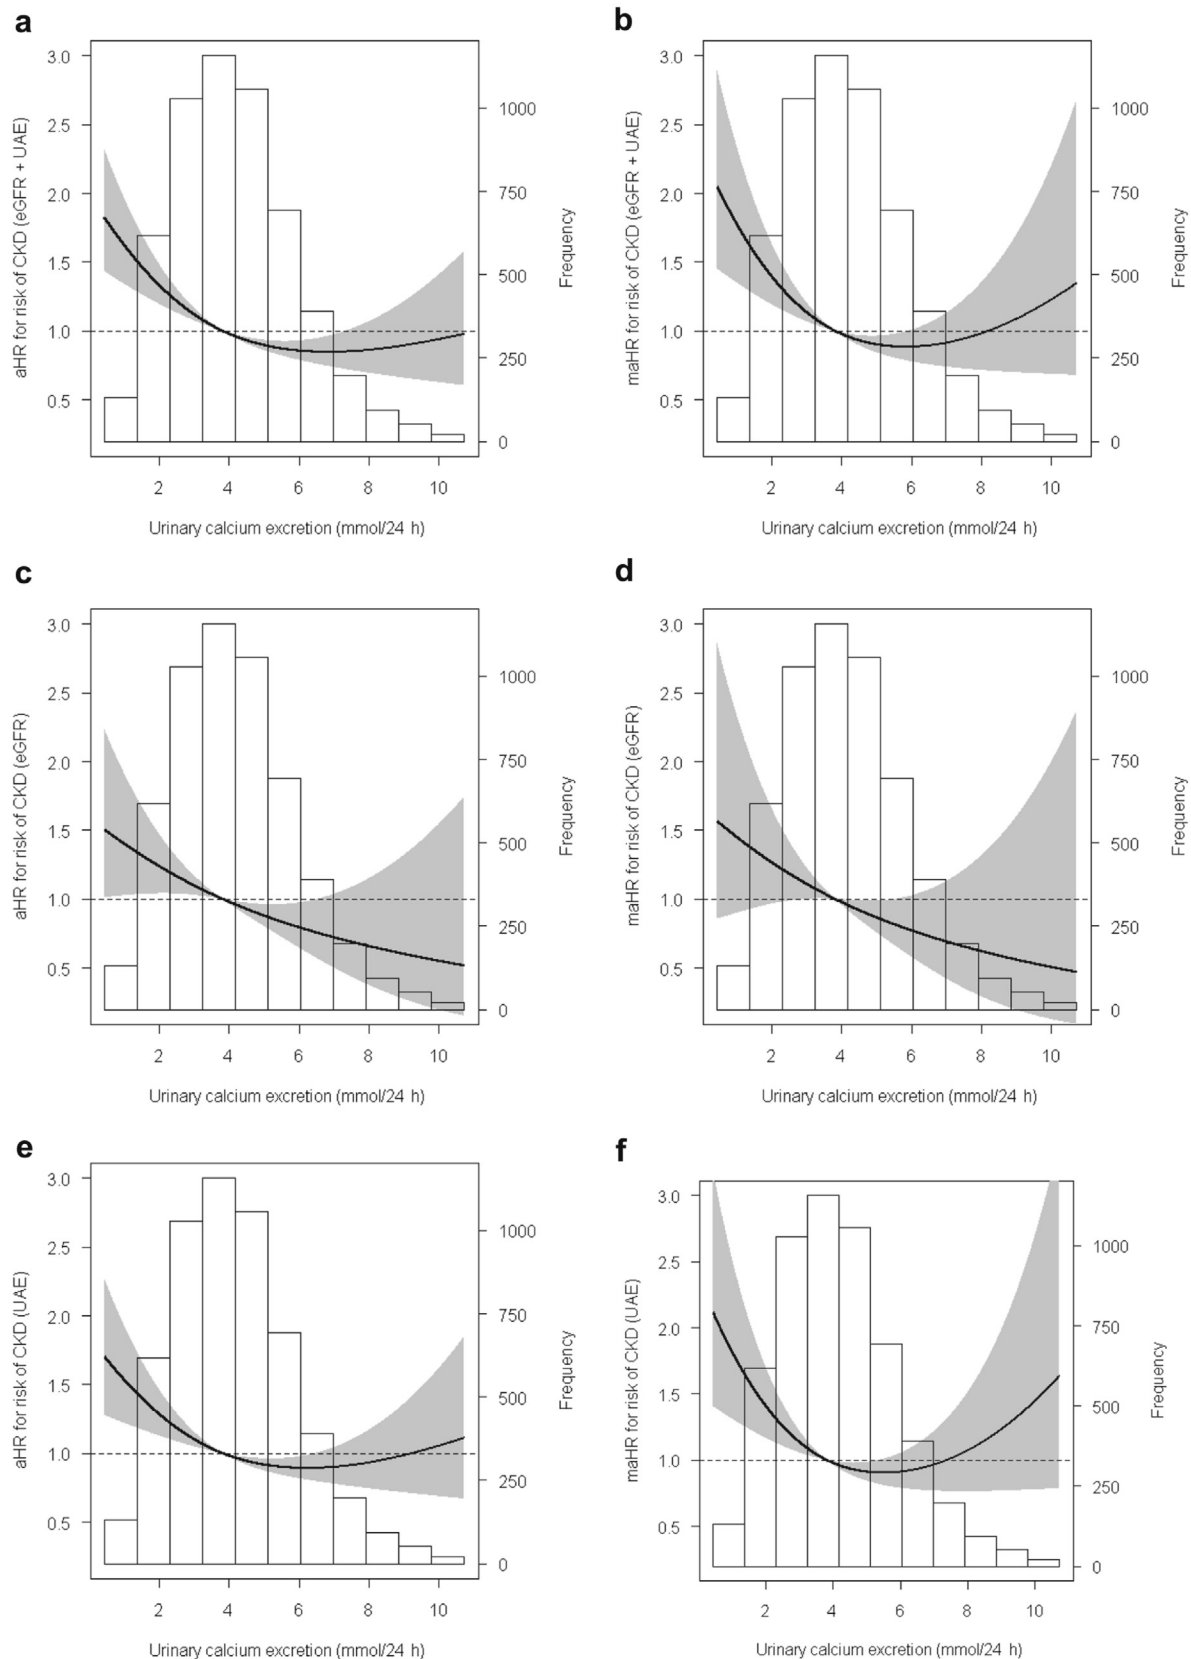 a
aHR for risk of CKD (eGFR + UAE)
3.0
2.5
2.0
1.5
1.0
0.5
1000
750
500
250
0
Frequency
2 4 6 8 10
Urinary calcium excretion (mmol/24 h)
b
maHR for risk of CKD (eGFR + UAE)
3.0
2.5
2.0
1.5
1.0
0.5
1000
750
500
250
0
Frequency
2 4 6 8 10
Urinary calcium excretion (mmol/24 h)
c
aHR for risk of CKD (eGFR)
3.0
2.5
2.0
1.5
1.0
0.5
1000
750
500
250
0
Frequency
2 4 6 8 10
Urinary calcium excretion (mmol/24 h)
d
maHR for risk of CKD (eGFR)
3.0
2.5
2.0
1.5
1.0
0.5
1000
750
500
250
0
Frequency
2 4 6 8 10
Urinary calcium excretion (mmol/24 h)
e
aHR for risk of CKD (UAE)
3.0
2.5
2.0
1.5
1.0
0.5
1000
750
500
250
0
Frequency
2 4 6 8 10
Urinary calcium excretion (mmol/24 h)
f
maHR for risk of CKD (UAE)
3.0
2.5
2.0
1.5
1.0
0.5
1000
750
500
250
0
Frequency
2 4 6 8 10
Urinary calcium excretion (mmol/24 h)